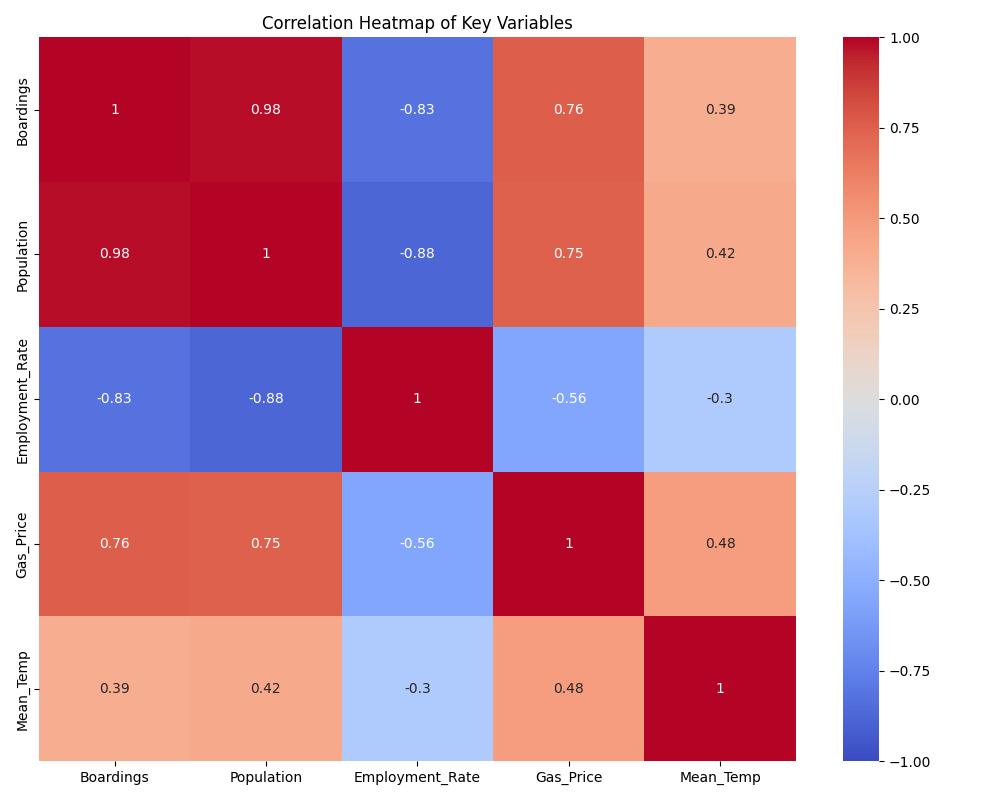 Correlation Heatmap of Key Variables
Boardings 1 0.98 -0.83 0.76 0.39
Population 0.98 1 -0.88 0.75 0.42
Employment_Rate -0.83 -0.88 1 -0.56 -0.3
Gas_Price 0.76 0.75 -0.56 1 0.48
Mean_Temp 0.39 0.42 -0.3 0.48 1
Boardings Population Employment_Rate Gas_Price Mean_Temp
1.00
0.75
0.50
0.25
0.00
−0.25
−0.50
−0.75
−1.00